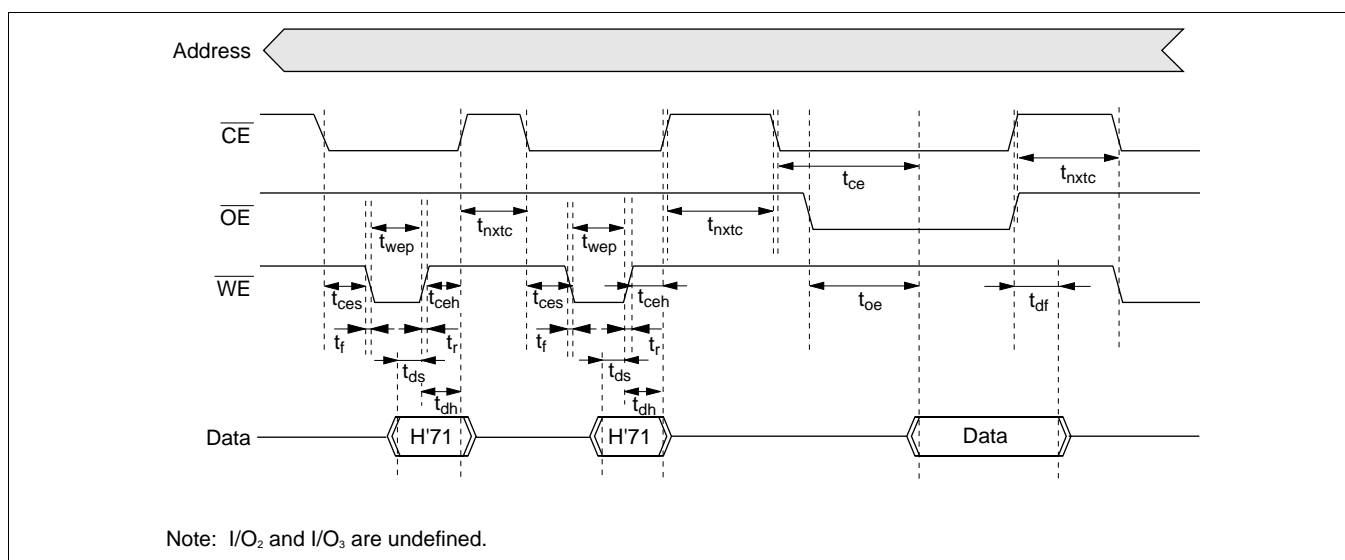 Address
CE
t_ce
t_nxtc
OE
t_wep
t_nxtc
t_wep
t_nxtc
WE
t_ces
t_ceh
t_ces
t_ceh
t_oe
t_df
t_f
t_r
t_f
t_r
t_ds
t_ds
t_dh
t_dh
Data
H'71
H'71
Data
Note: I/O₂ and I/O₃ are undefined.